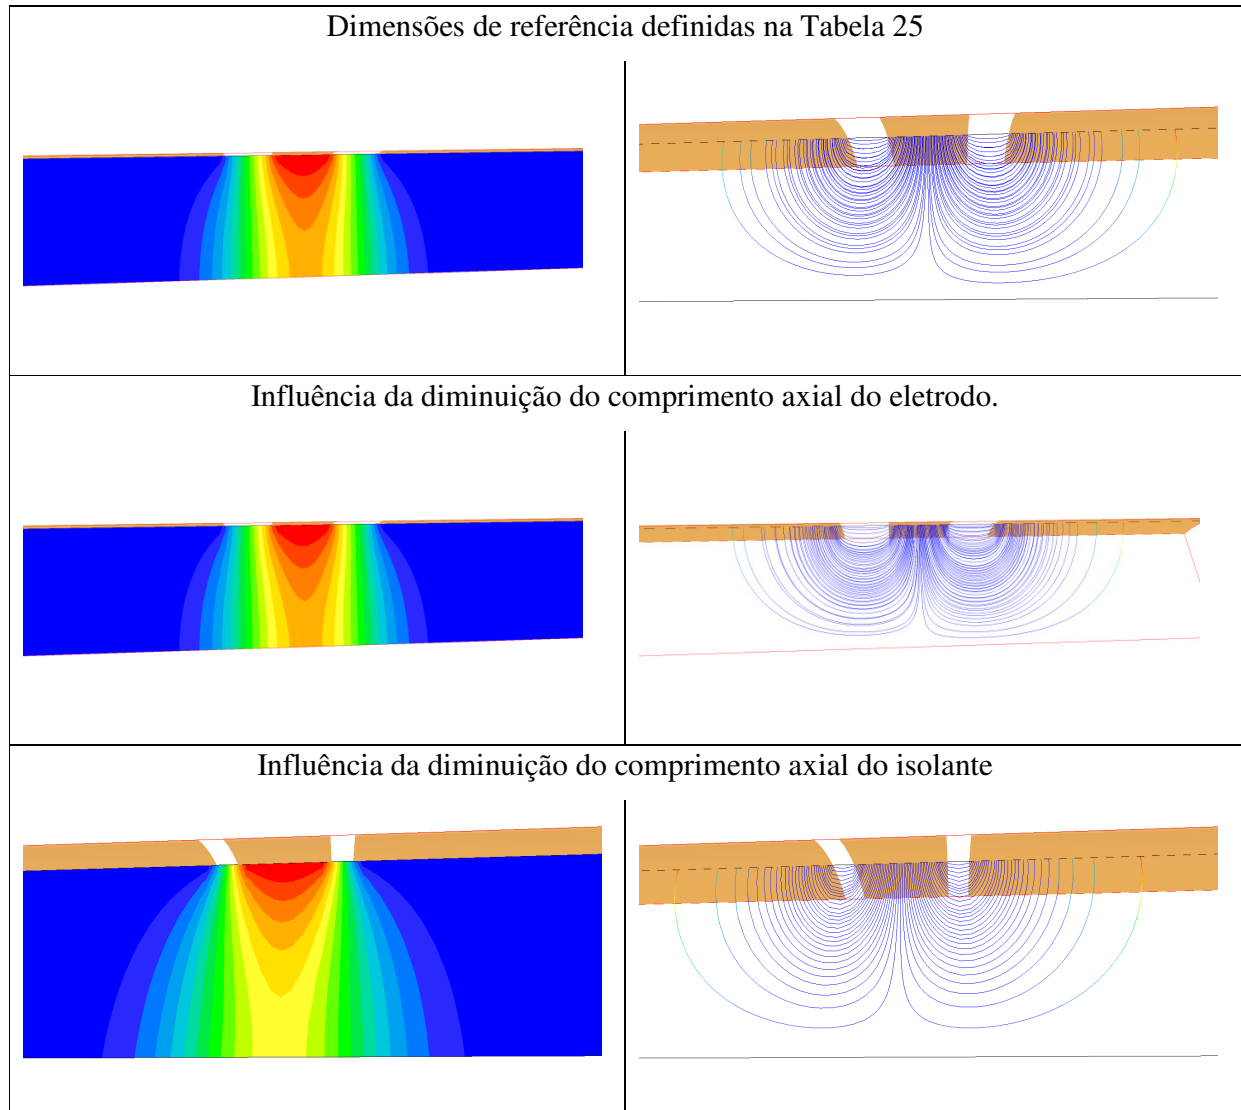 Dimensões de referência definidas na Tabela 25
Influência da diminuição do comprimento axial do eletrodo.
Influência da diminuição do comprimento axial do isolante